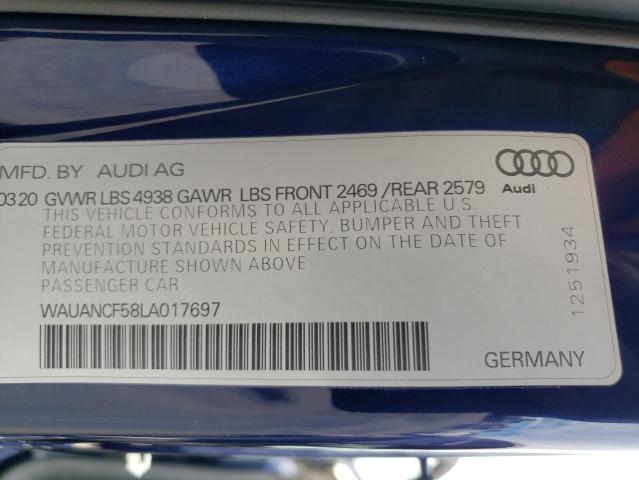 MFD. BY AUDI AG
0320 GVWR LBS 4938 GAWR LBS FRONT 2469 /REAR 2579
Audi
THIS VEHICLE CONFORMS TO ALL APPLICABLE U.S
FEDERAL MOTOR VEHICLE SAFETY, BUMPER AND THEFT
PREVENTION STANDARDS IN EFFECT ON THE DATE OF
MANUFACTURE SHOWN ABOVE
PASSENGER CAR
WAUANCF58LA017697
1251934
GERMANY